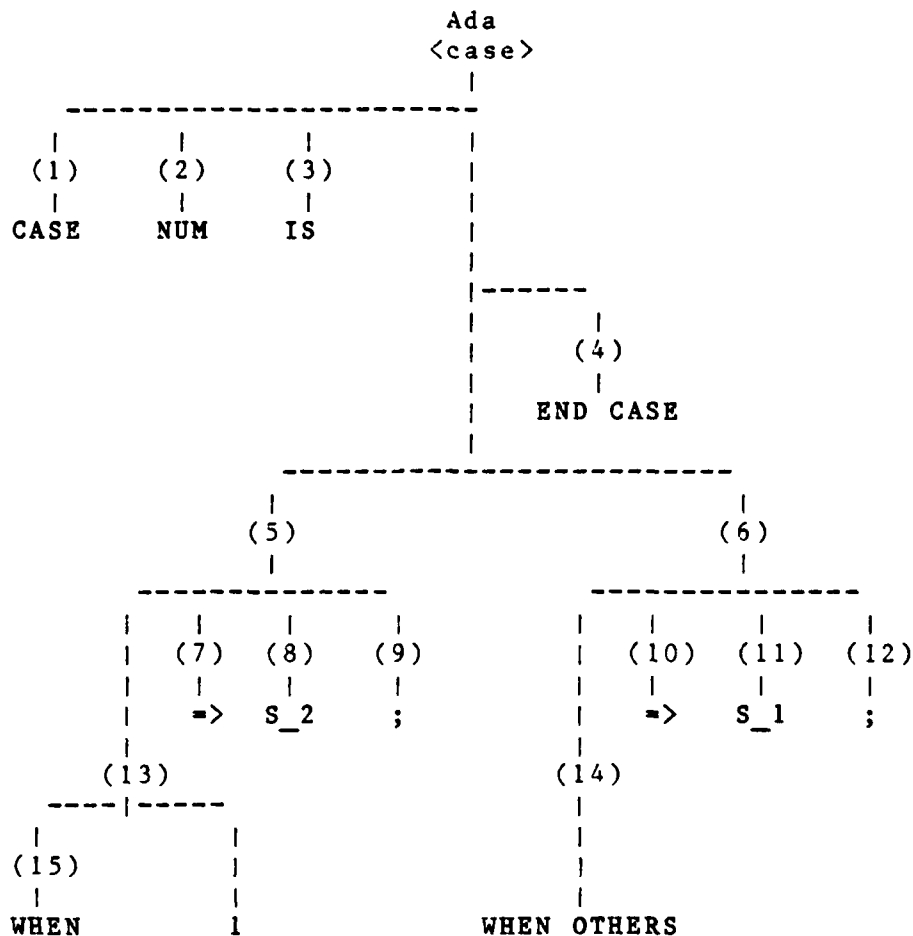 Ada
<case>
(1) (2) (3)
CASE NUM IS
(4)
END CASE
(5) (6)
(7) (8) (9) (10) (11) (12)
=> S_2 ; => S_1 ;
(13) (14)
(15)
WHEN 1 WHEN OTHERS